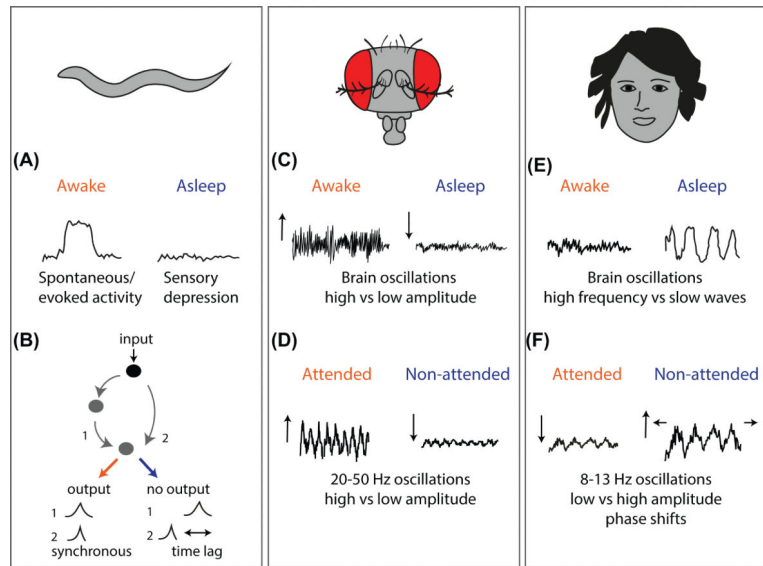 (A)
Awake Asleep
Spontaneous/ Sensory
evoked activity depression
(B)
input
1 2
output no output
1 1
2 2
synchronous time lag
(C)
Awake Asleep
Brain oscillations
high vs low amplitude
(D)
Attended Non-attended
20-50 Hz oscillations
high vs low amplitude
(E)
Awake Asleep
Brain oscillations
high frequency vs slow waves
(F)
Attended Non-attended
8-13 Hz oscillations
low vs high amplitude
phase shifts